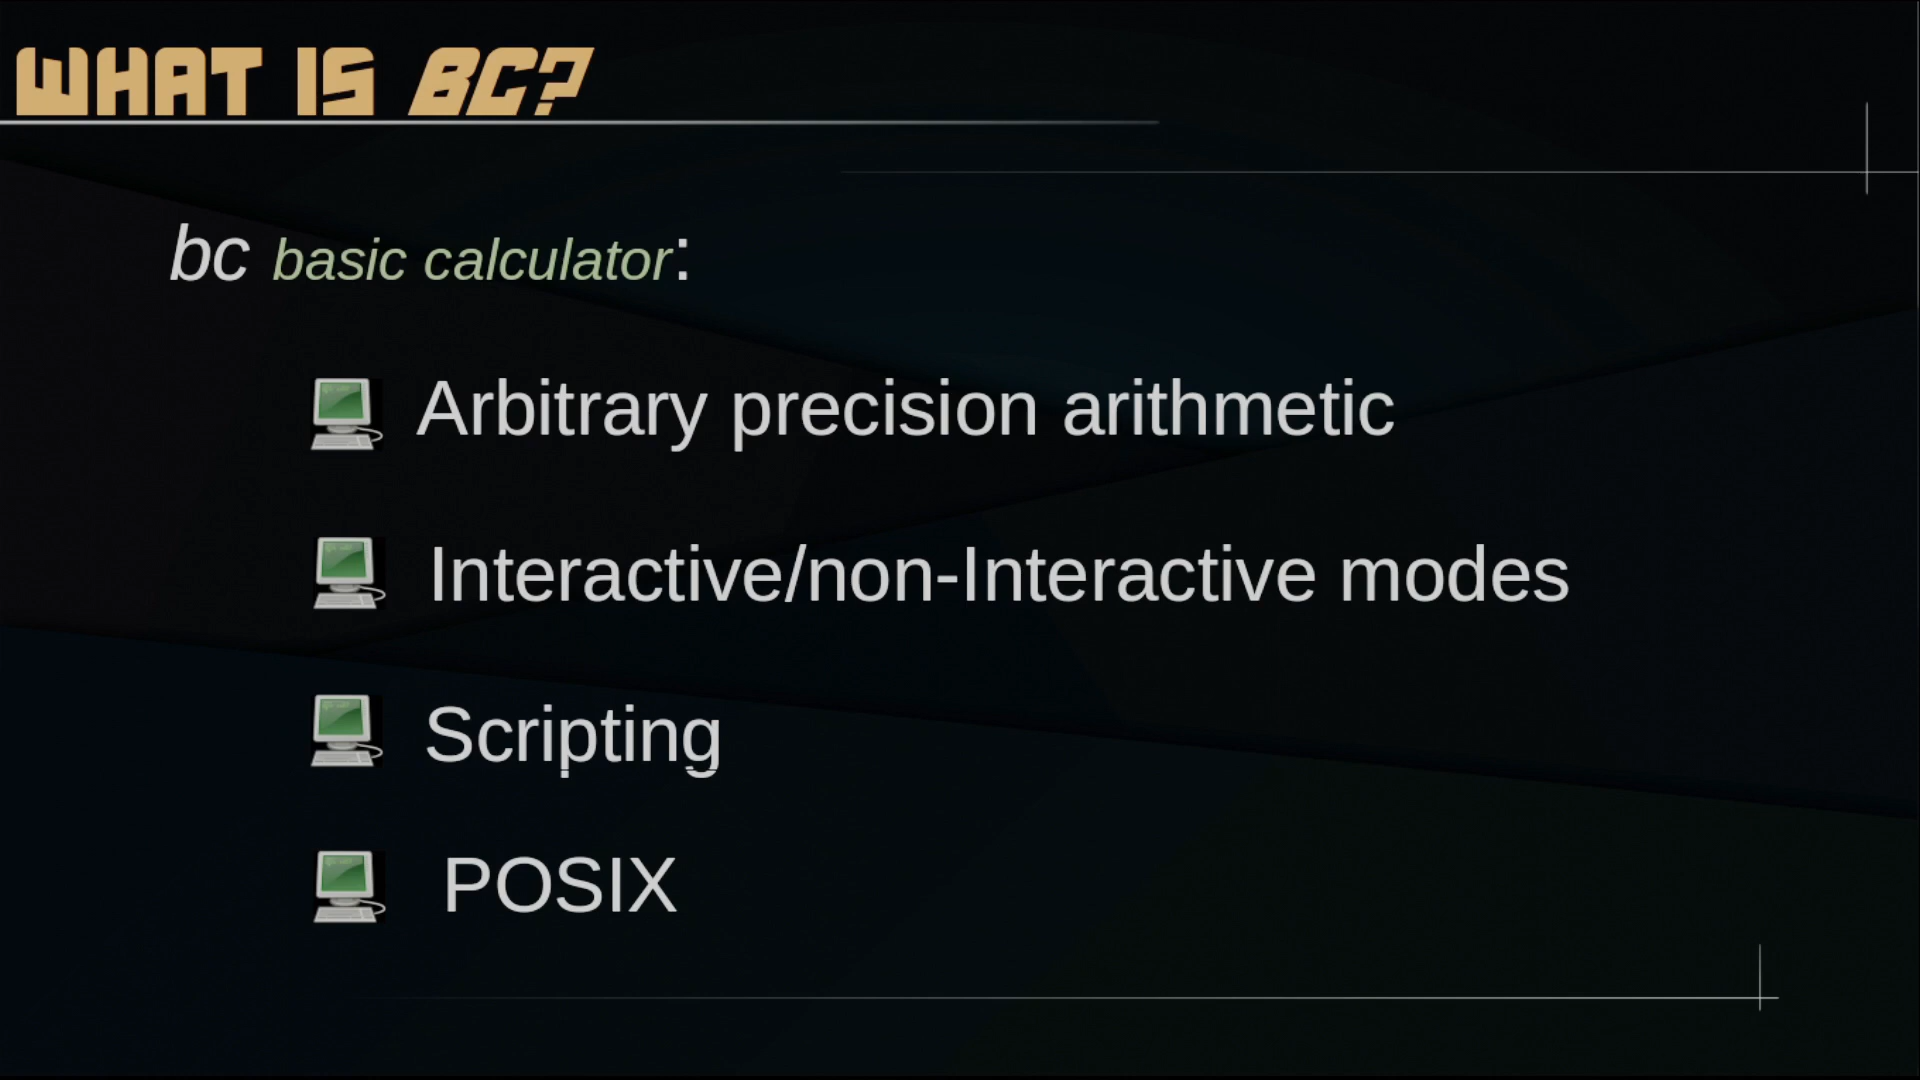 WHAT IS BC?
bc basic calculator:
Arbitrary precision arithmetic
Interactive/non-Interactive modes
Scripting
POSIX